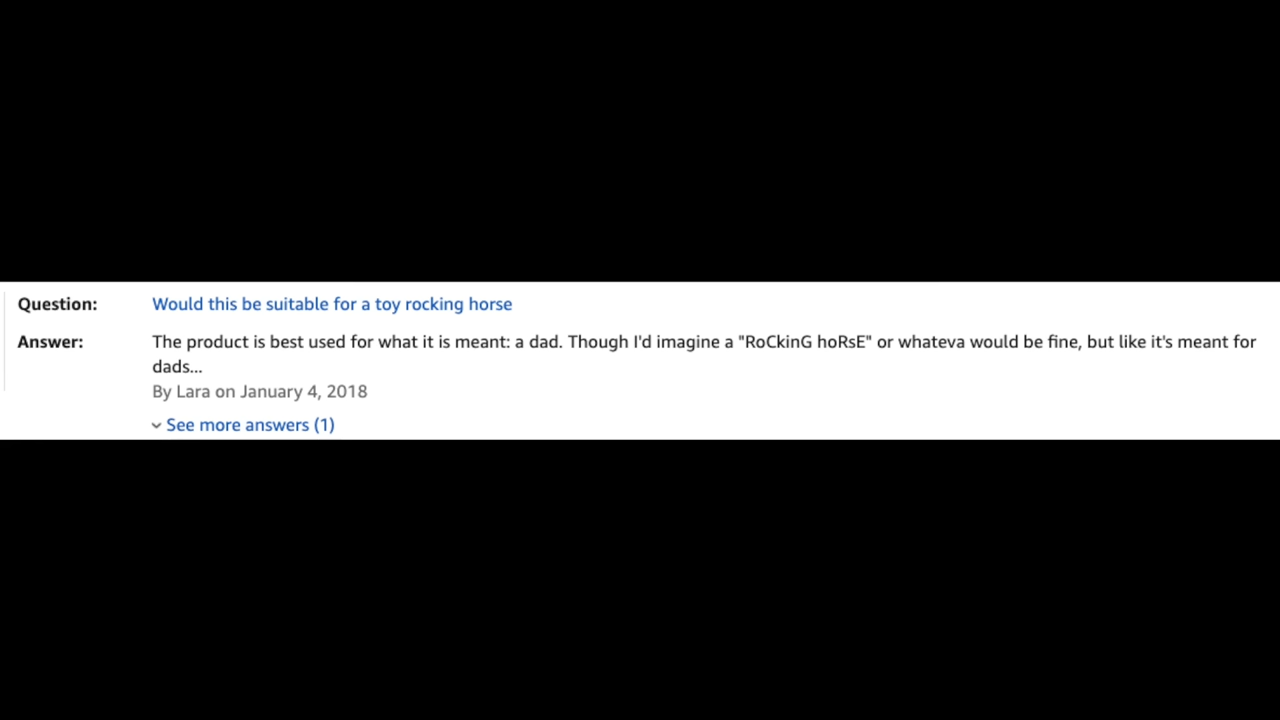 Question: Would this be suitable for a toy rocking horse
Answer: The product is best used for what it is meant: a dad. Though I'd imagine a "RoCkinG hoRsE" or whateva would be fine, but like it's meant for
dads...
By Lara on January 4, 2018
See more answers (1)